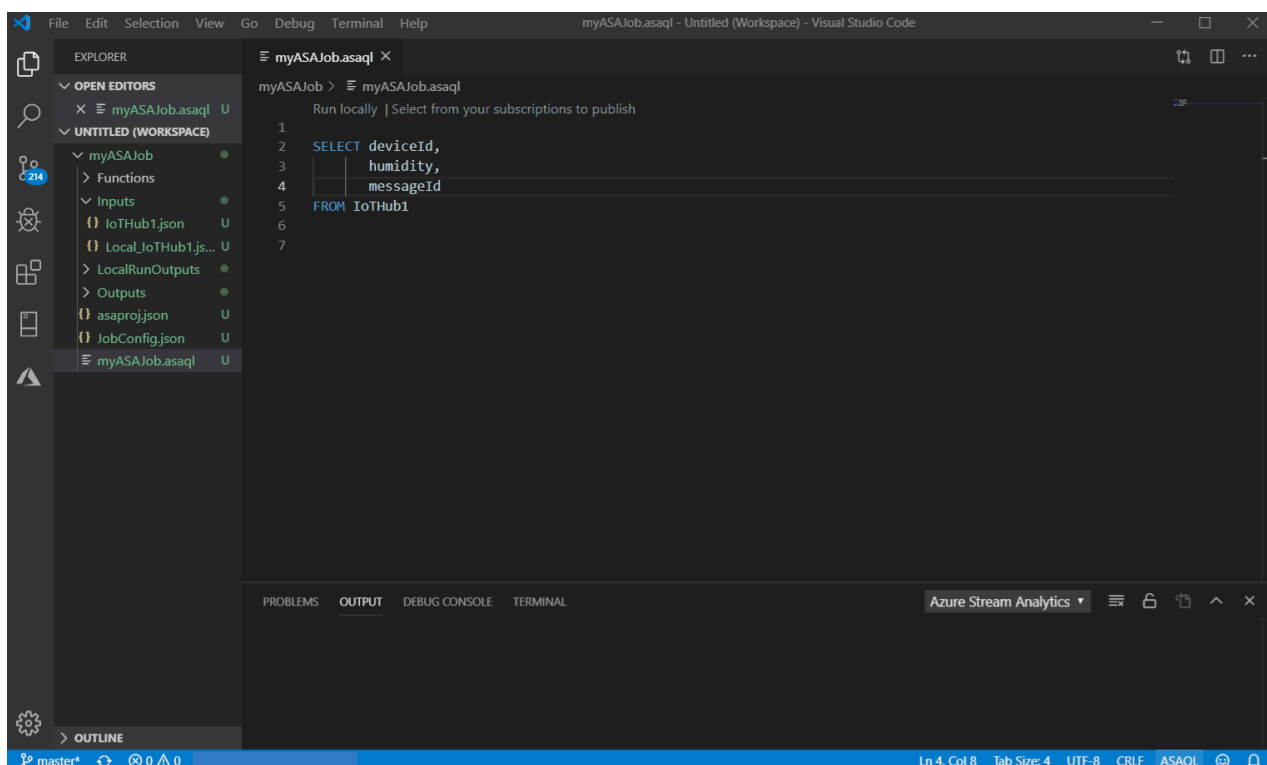 File Edit Selection View Go Debug Terminal Help myASAJob.asaql - Untitled (Workspace) - Visual Studio Code
EXPLORER
OPEN EDITORS
myASAJob.asaql U
UNTITLED (WORKSPACE)
myASAJob
Functions
Inputs
{} IoTHub1.json U
{} Local_IoTHub1.js... U
LocalRunOutputs
Outputs
{} asaproj.json U
{} JobConfig.json U
myASAJob.asaql U
214
OUTLINE
myASAJob.asaql
myASAJob > myASAJob.asaql
Run locally | Select from your subscriptions to publish
1
2 SELECT deviceId,
3 humidity,
4 messageId
5 FROM IoTHub1
6
7
PROBLEMS OUTPUT DEBUG CONSOLE TERMINAL Azure Stream Analytics
master* 0 0 Ln 4, Col 8 Tab Size: 4 UTF-8 CRLF ASAQL